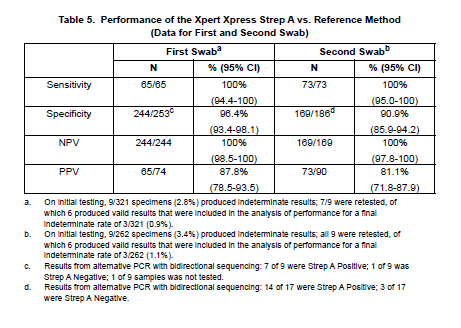 Table 5. Performance of the Xpert Xpress Strep A vs. Reference Method
(Data for First and Second Swab)
First Swabᵃ Second Swabᵇ
N % (95% CI) N % (95% CI)
Sensitivity 65/65 100% 73/73 100%
(94.4-100) (95.0-100)
Specificity 244/253ᶜ 96.4% 169/186ᵈ 90.9%
(93.4-98.1) (85.9-94.2)
NPV 244/244 100% 169/169 100%
(98.5-100) (97.8-100)
PPV 65/74 87.8% 73/90 81.1%
(78.5-93.5) (71.8-87.9)
a. On initial testing, 9/321 specimens (2.8%) produced indeterminate results; 7/9 were retested, of
which 6 produced valid results that were included in the analysis of performance for a final
indeterminate rate of 3/321 (0.9%).
b. On initial testing, 9/262 specimens (3.4%) produced indeterminate results; all 9 were retested, of
which 6 produced valid results that were included in the analysis of performance for a final
indeterminate rate of 3/262 (1.1%).
c. Results from alternative PCR with bidirectional sequencing: 7 of 9 were Strep A Positive; 1 of 9 was
Strep A Negative; 1 of 9 samples was not tested.
d. Results from alternative PCR with bidirectional sequencing: 14 of 17 were Strep A Positive; 3 of 17
were Strep A Negative.